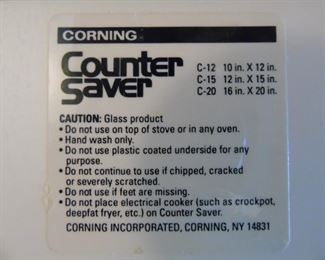 CORNING
Counter
Saver
C-12 10 in. X 12 in.
C-15 12 in. X 15 in.
C-20 16 in. X 20 in.
CAUTION: Glass product
• Do not use on top of stove or in any oven.
• Hand wash only.
• Do not use plastic coated underside for any
purpose.
• Do not continue to use if chipped, cracked
or severely scratched.
• Do not use if feet are missing.
• Do not place electrical cooker (such as crockpot,
deepfat fryer, etc.) on Counter Saver.
CORNING INCORPORATED, CORNING, NY 14831